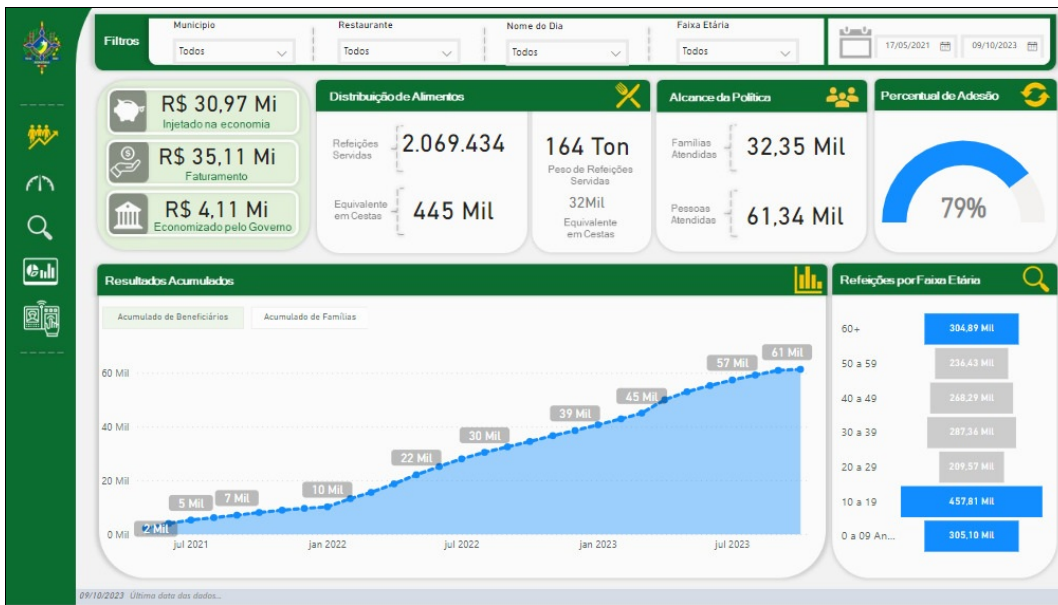 Filtros
Município
Todos
Restaurante
Todos
Nome do Dia
Todos
Faixa Etária
Todos
17/05/2021
09/10/2023
R$ 30,97 Mi
Injetado na economia
R$ 35,11 Mi
Faturamento
R$ 4,11 Mi
Economizado pelo Governo
Distribuição de Alimentos
Refeições
Servidas
2.069.434
Equivalente
em Cestas
445 Mil
164 Ton
Peso de Refeições
Servidas
32Mil
Equivalente
em Cestas
Alcance da Política
Famílias
Atendidas
32,35 Mil
Pessoas
Atendidas
61,34 Mil
Percentual de Adesão
79%
Resultados Acumulados
Acumulado de Beneficiários
Acumulado de Famílias
60 Mil
40 Mil
20 Mil
0 Mil
2 Mil
5 Mil
7 Mil
10 Mil
22 Mil
30 Mil
39 Mil
45 Mil
57 Mil
61 Mil
jul 2021
jan 2022
jul 2022
jan 2023
jul 2023
Refeições por Faixa Etária
60+
304,89 Mil
50 a 59
236,43 Mil
40 a 49
268,29 Mil
30 a 39
287,36 Mil
20 a 29
209,57 Mil
10 a 19
457,81 Mil
0 a 09 An...
305,10 Mil
09/10/2023 Última data dos dados...